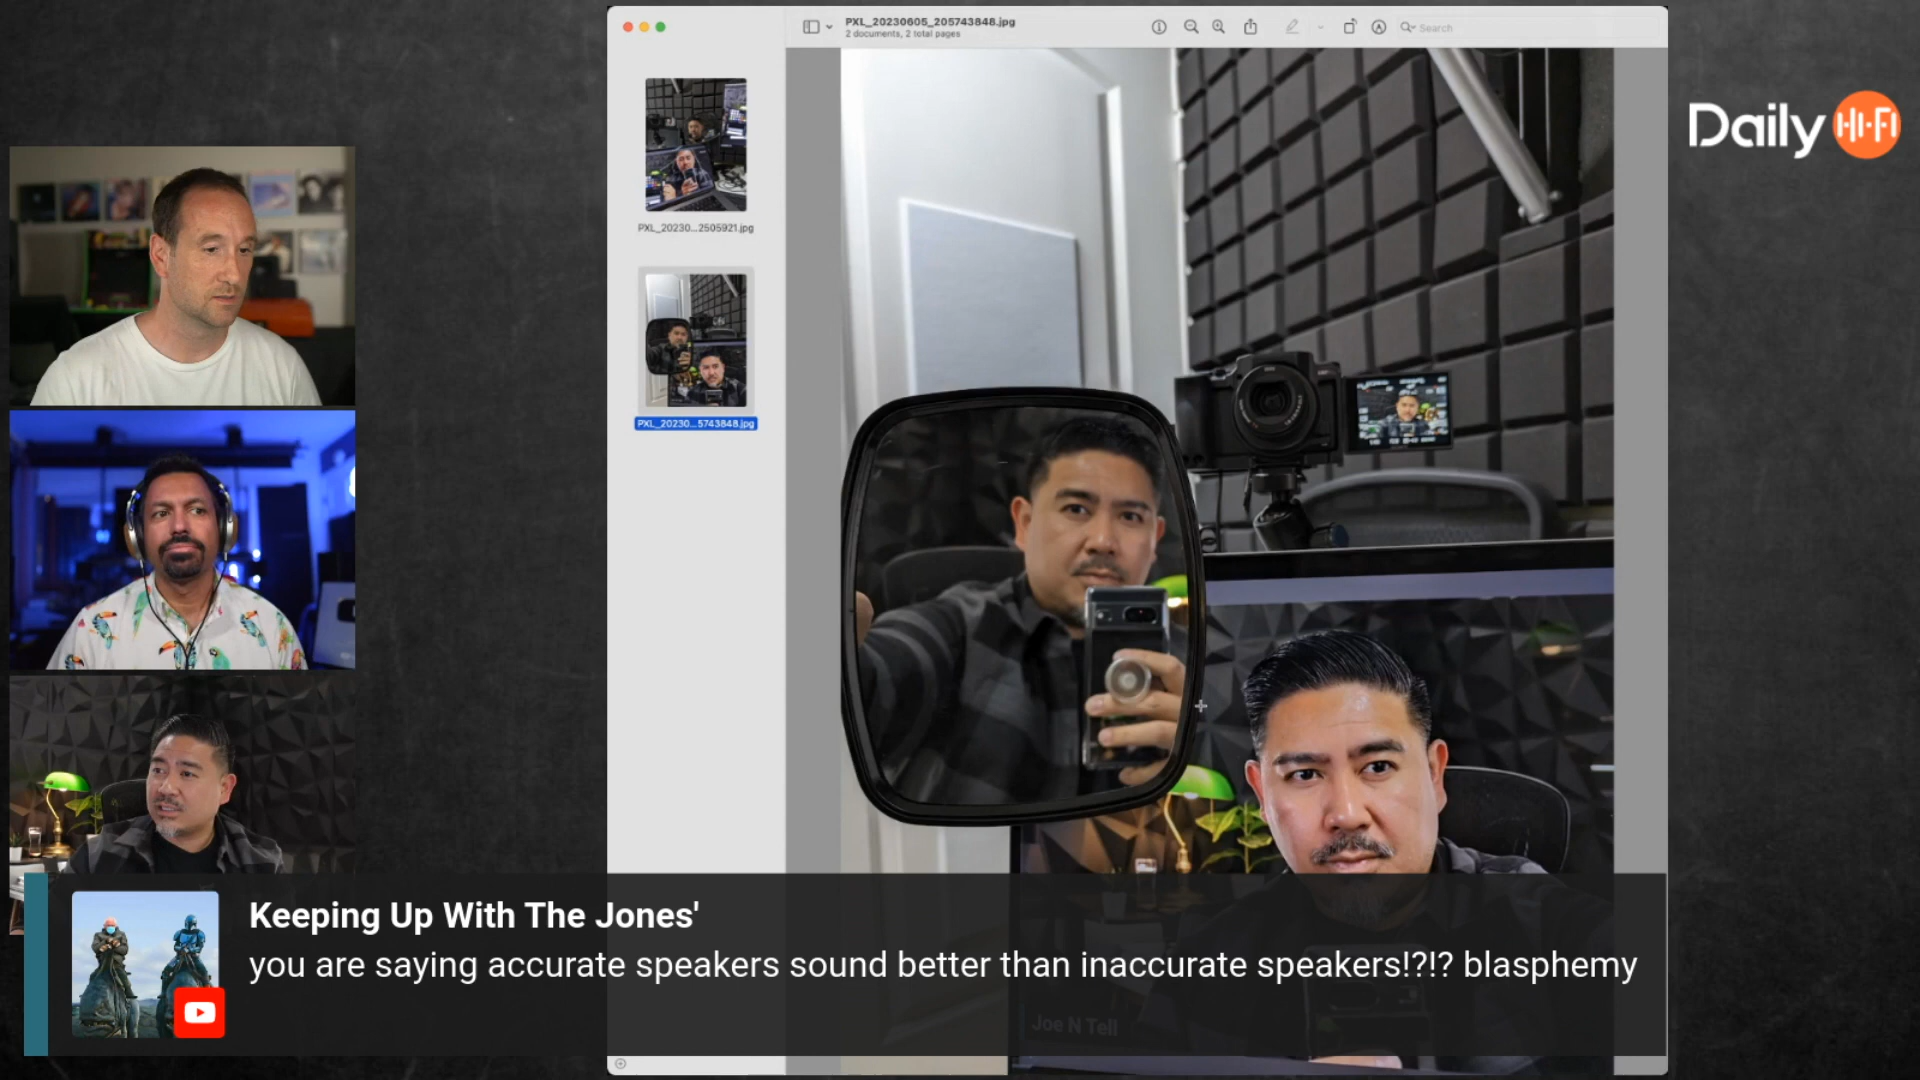 PXL_20230605_205743848.jpg
2 documents, 2 total pages
Search
Daily HI-FI
PXL_20230...2505921.jpg
PXL_20230...5743848.jpg
Keeping Up With The Jones'
you are saying accurate speakers sound better than inaccurate speakers!?!? blasphemy
Joe N Tell